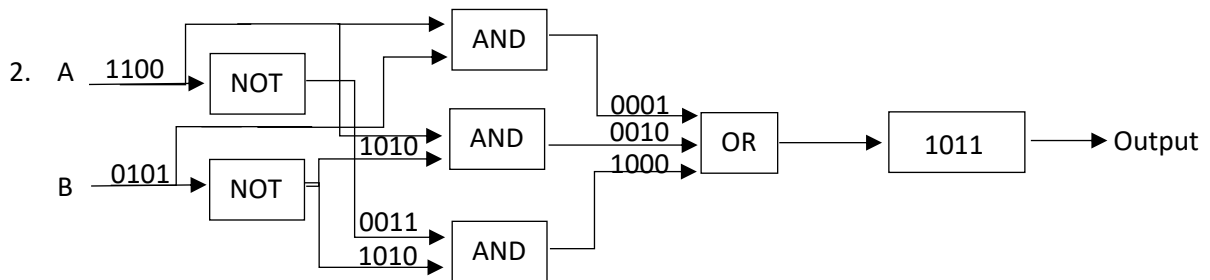 AND
2. A 1100 NOT
0001
AND 0010 OR 1011 Output
1010 1000
B 0101 NOT
0011
AND
1010